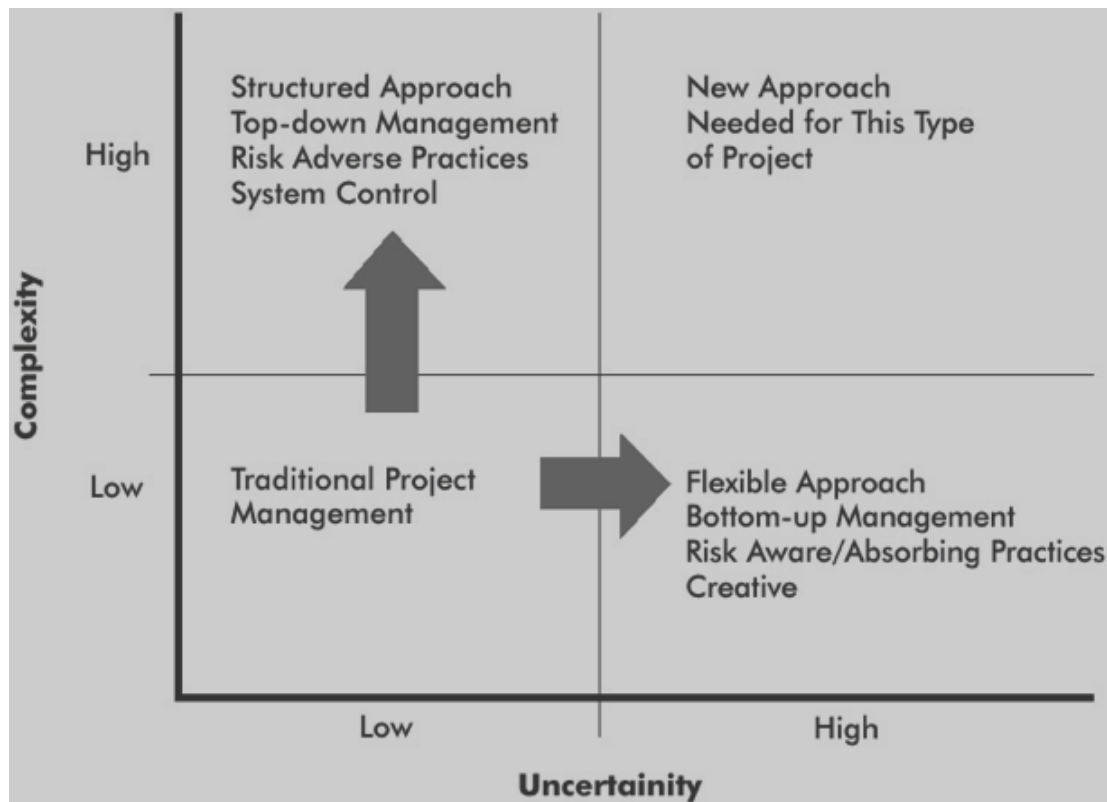 Structured Approach
Top-down Management
Risk Adverse Practices
System Control
New Approach
Needed for This Type
of Project
High
Complexity
Low
Traditional Project
Management
Flexible Approach
Bottom-up Management
Risk Aware/Absorbing Practices
Creative
Low
High
Uncertainity